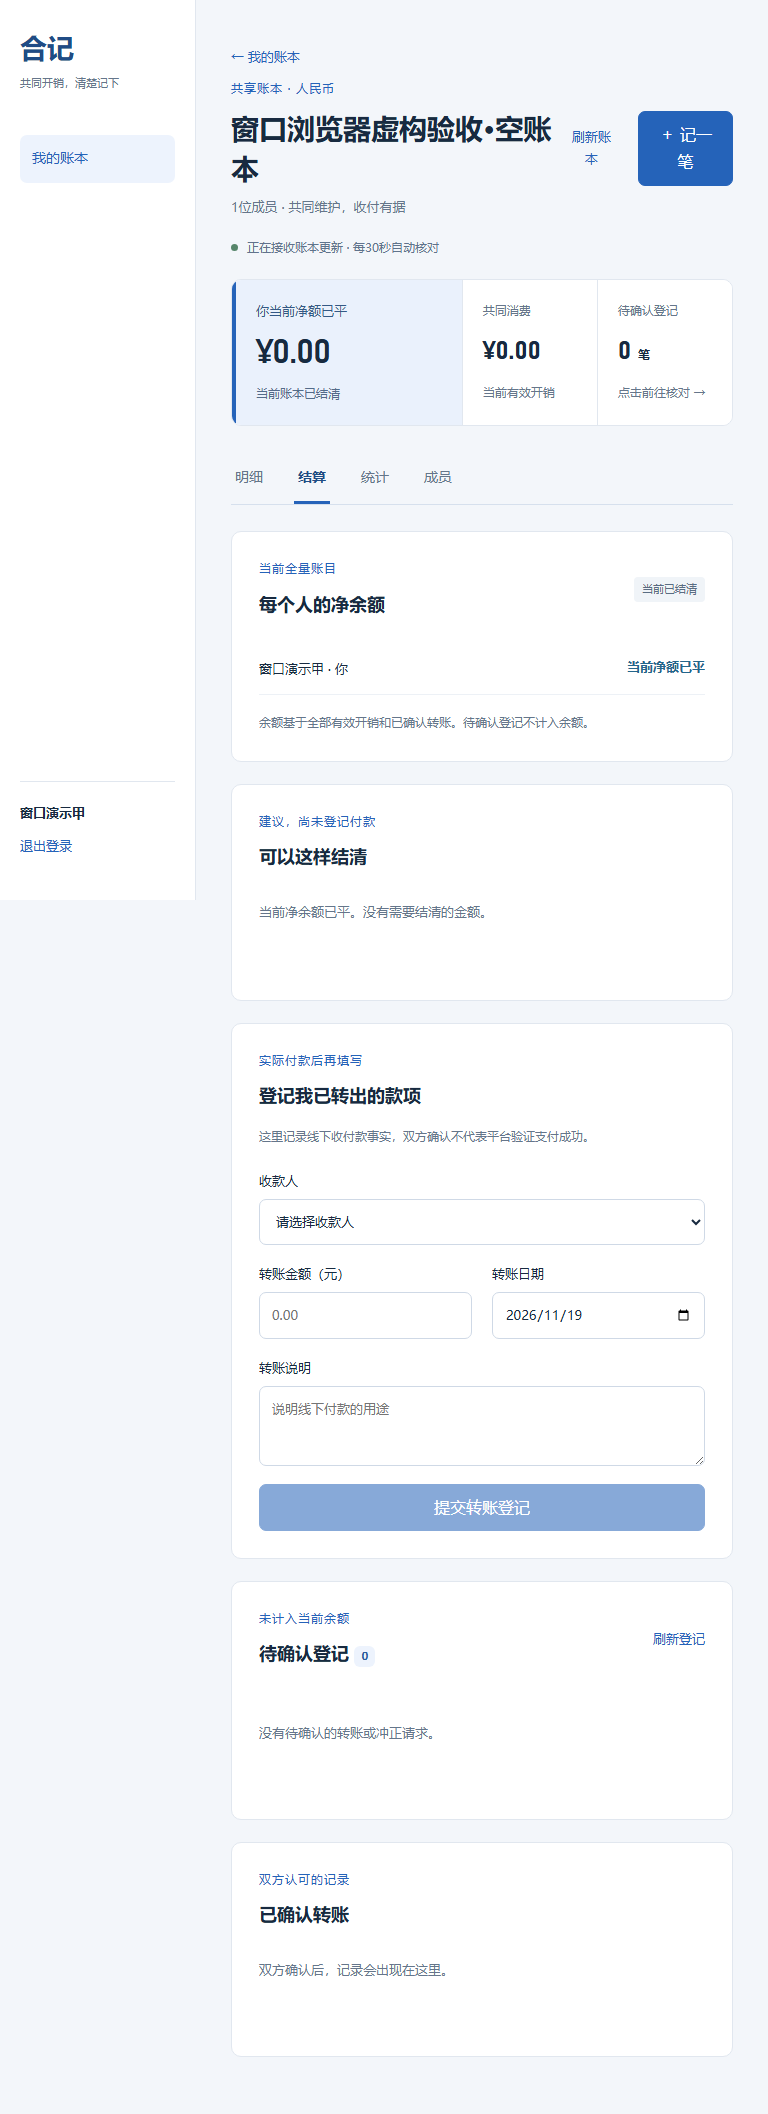 合记
共同开销，清楚记下
我的账本
窗口演示甲
退出登录
← 我的账本
共享账本 · 人民币
窗口浏览器虚构验收•空账
本
刷新账
本
+ 记一
笔
1位成员 · 共同维护，收付有据
正在接收账本更新 · 每30秒自动核对
你当前净额已平
¥0.00
当前账本已结清
共同消费
¥0.00
当前有效开销
待确认登记
0 笔
点击前往核对 →
明细 结算 统计 成员
当前全量账目
每个人的净余额
当前已结清
窗口演示甲 · 你
当前净额已平
余额基于全部有效开销和已确认转账。待确认登记不计入余额。
建议，尚未登记付款
可以这样结清
当前净余额已平。没有需要结清的金额。
实际付款后再填写
登记我已转出的款项
这里记录线下收付款事实，双方确认不代表平台验证支付成功。
收款人
请选择收款人
转账金额（元）
0.00
转账日期
2026/11/19
转账说明
说明线下付款的用途
提交转账登记
未计入当前余额
待确认登记 0
刷新登记
没有待确认的转账或冲正请求。
双方认可的记录
已确认转账
双方确认后，记录会出现在这里。